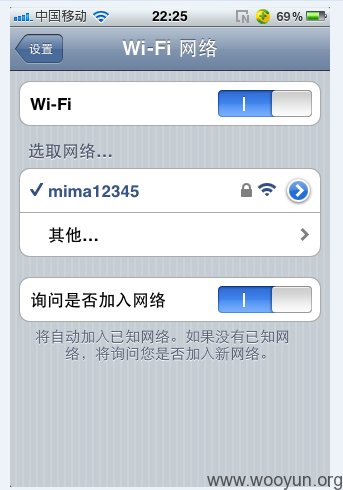 中国移动 22:25 N 69%
设置 Wi-Fi 网络
Wi-Fi
选取网络...
mima12345
其他...
询问是否加入网络
将自动加入已知网络。如果没有已知网
络，将询问您是否加入新网络。
www.wooyun.org